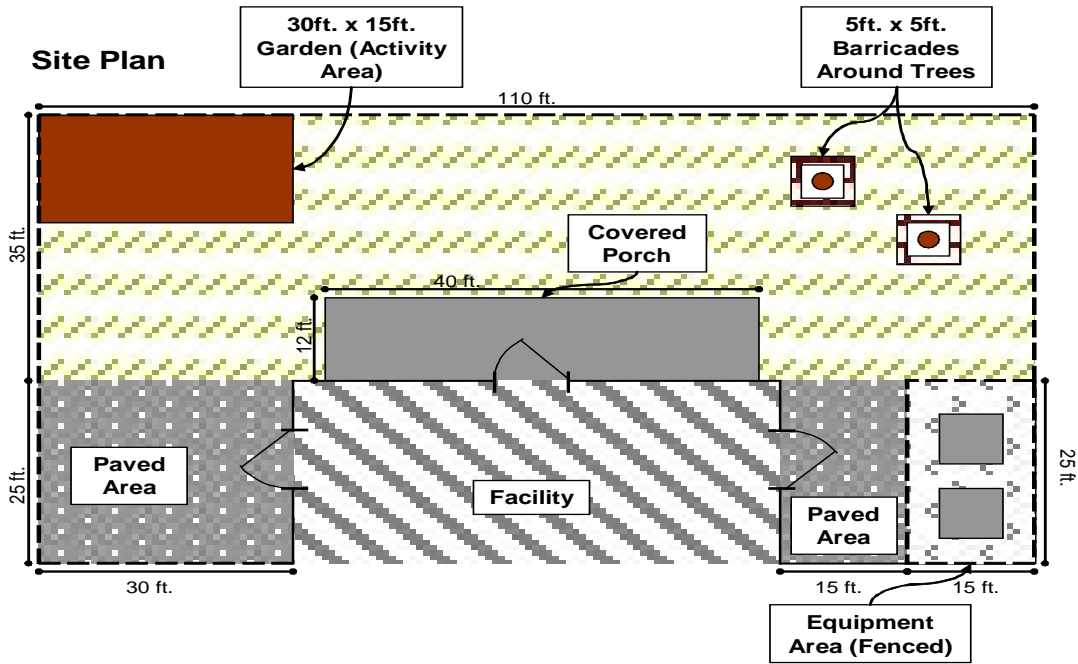 Site Plan
30ft. x 15ft.
Garden (Activity
Area)
5ft. x 5ft.
Barricades
Around Trees
110 ft.
35 ft.
Covered
Porch
40 ft.
12 ft.
Paved
Area
25 ft.
Facility
Paved
Area
25 ft.
30 ft.
15 ft.
15 ft.
Equipment
Area (Fenced)